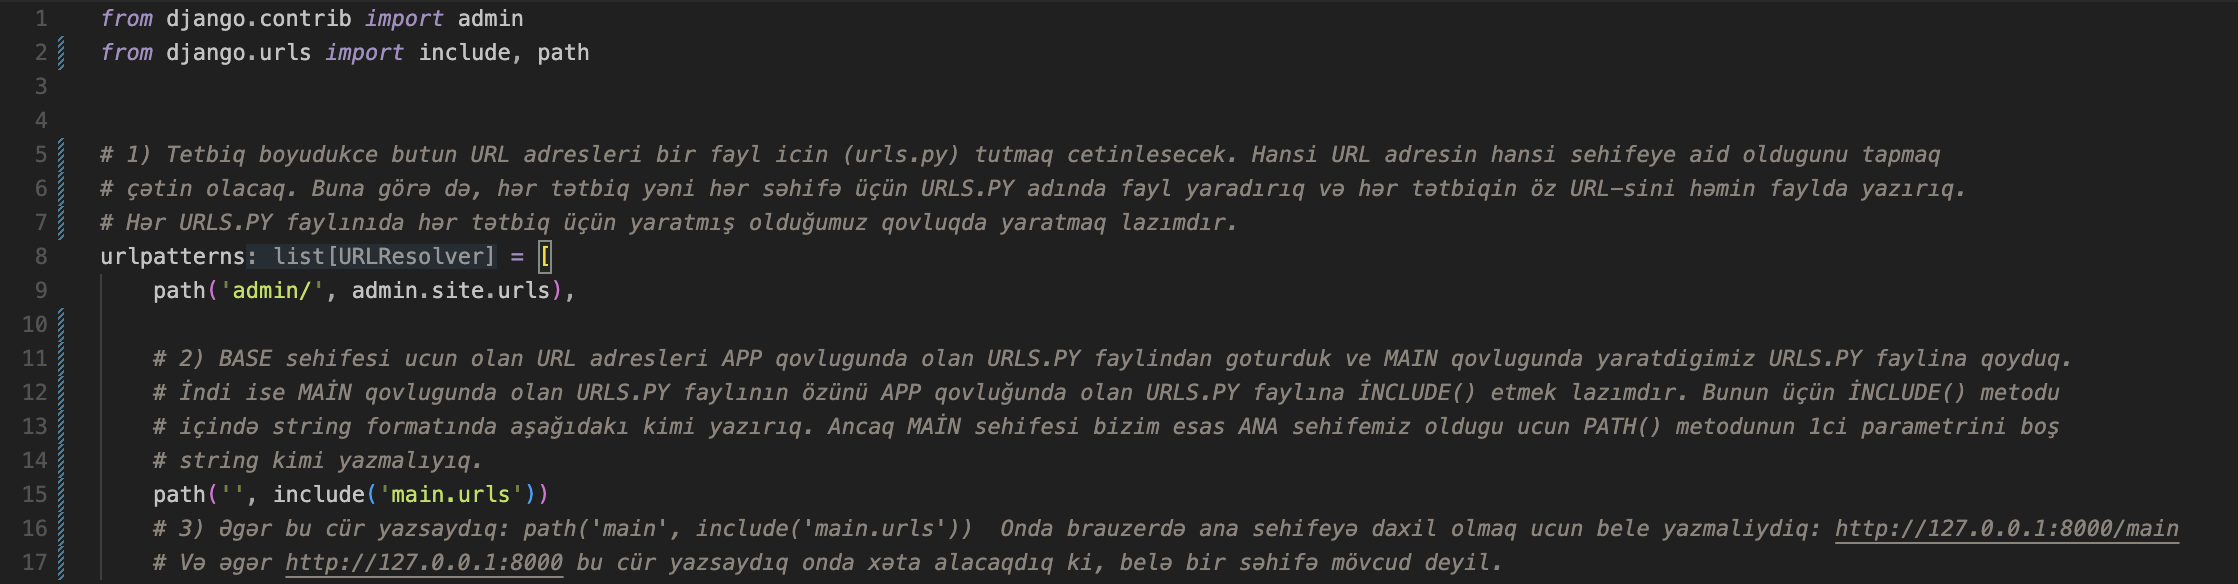 1 from django.contrib import admin
2 from django.urls import include, path
3
4
5 # 1) Tetbiq boyudukce butun URL adresleri bir fayl icin (urls.py) tutmaq cetinlesecek. Hansi URL adresin hansi sehifeye aid oldugunu tapmaq
6 # çətin olacaq. Buna görə də, hər tətbiq yəni hər səhifə üçün URLS.PY adında fayl yaradırıq və hər tətbiqin öz URL-sini həmin faylda yazırıq.
7 # Hər URLS.PY faylınıda hər tətbiq üçün yaratmış olduğumuz qovluqda yaratmaq lazımdır.
8 urlpatterns: list[URLResolver] = [
9     path('admin/', admin.site.urls),
10
11     # 2) BASE sehifesi ucun olan URL adresleri APP qovlugunda olan URLS.PY faylindan goturduk ve MAIN qovlugunda yaratdigimiz URLS.PY faylina qoyduq.
12     # İndi ise MAİN qovlugunda olan URLS.PY faylının özünü APP qovluğunda olan URLS.PY faylına İNCLUDE() etmek lazımdır. Bunun üçün İNCLUDE() metodu
13     # içində string formatında aşağıdakı kimi yazırıq. Ancaq MAİN sehifesi bizim esas ANA sehifemiz oldugu ucun PATH() metodunun 1ci parametrini boş
14     # string kimi yazmalıyıq.
15     path('', include('main.urls'))
16     # 3) Əgər bu cür yazsaydıq: path('main', include('main.urls'))  Onda brauzerdə ana sehifeyə daxil olmaq ucun bele yazmaliydiq: http://127.0.0.1:8000/main
17     # Və əgər http://127.0.0.1:8000 bu cür yazsaydıq onda xəta alacaqdıq ki, belə bir səhifə mövcud deyil.